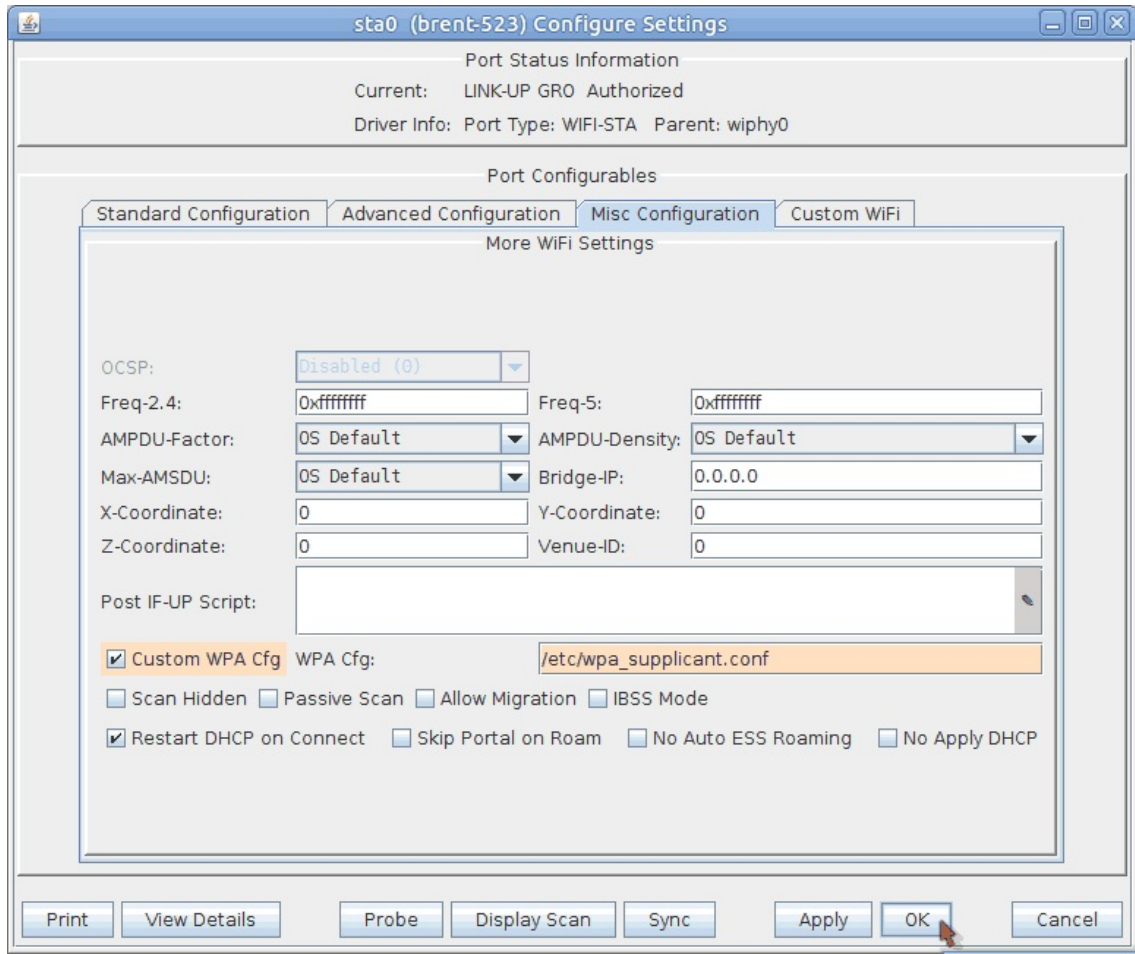 sta0 (brent-523) Configure Settings
Port Status Information
Current: LINK-UP GRO Authorized
Driver Info: Port Type: WIFI-STA Parent: wiphy0
Port Configurables
Standard Configuration Advanced Configuration Misc Configuration Custom WiFi
More WiFi Settings
OCSP: Disabled (0)
Freq-2.4: 0xffffffff Freq-5: 0xffffffff
AMPDU-Factor: OS Default AMPDU-Density: OS Default
Max-AMSDU: OS Default Bridge-IP: 0.0.0.0
X-Coordinate: 0 Y-Coordinate: 0
Z-Coordinate: 0 Venue-ID: 0
Post IF-UP Script:
Custom WPA Cfg WPA Cfg: /etc/wpa_supplicant.conf
Scan Hidden Passive Scan Allow Migration IBSS Mode
Restart DHCP on Connect Skip Portal on Roam No Auto ESS Roaming No Apply DHCP
Print View Details Probe Display Scan Sync Apply OK Cancel